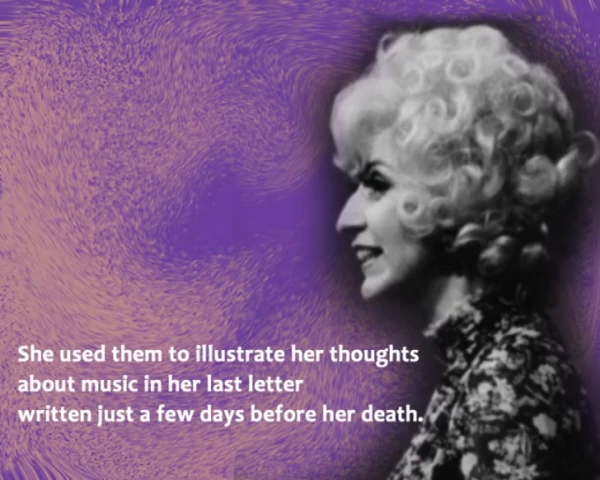 She used them to illustrate her thoughts
about music in her last letter
written just a few days before her death.